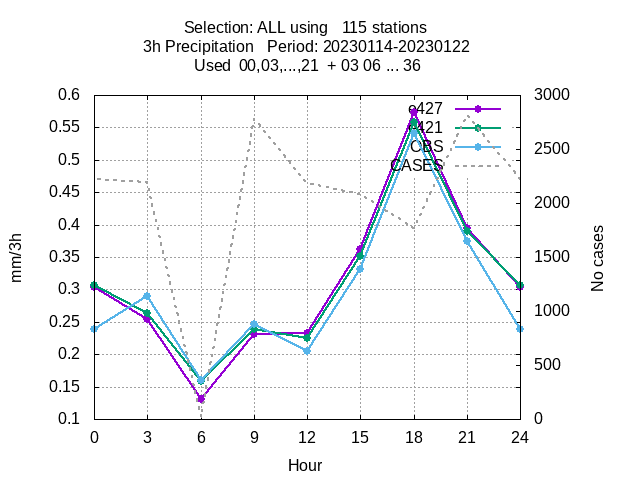 Selection: ALL using   115 stations
3h Precipitation   Period: 20230114-20230122
Used  00,03,...,21  + 03 06 ... 36
0.6
0.55
0.5
0.45
0.4
0.35
0.3
0.25
0.2
0.15
0.1
mm/3h
3000
2500
2000
1500
1000
500
0
No cases
CBS
CASES
0 3 6 9 12 15 18 21 24
Hour